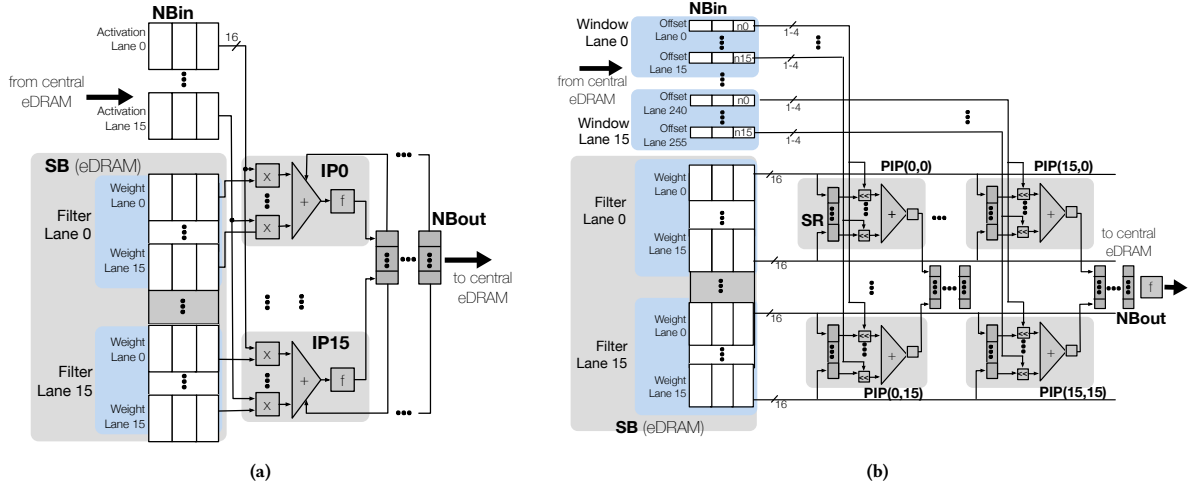 NBin
Activation
Lane 0
16
from central
eDRAM
Activation
Lane 15
SB (eDRAM)
Filter
Lane 0
Weight
Lane 0
Weight
Lane 15
Filter
Lane 15
Weight
Lane 0
Weight
Lane 15
IP0
x
x
+
f
IP15
x
x
+
f
NBout
to central
eDRAM
(a)
NBin
Window
Lane 0
Offset
Lane 0
n0
1-4
Offset
Lane 15
n15
1-4
from central
eDRAM
Window
Lane 15
Offset
Lane 240
n0
1-4
Offset
Lane 255
n15
1-4
Filter
Lane 0
Weight
Lane 0
16
Weight
Lane 15
16
Filter
Lane 15
Weight
Lane 0
16
Weight
Lane 15
16
SB (eDRAM)
PIP(0,0)
SR
<<
<<
+
PIP(15,0)
<<
<<
+
to central
eDRAM
NBout
f
<<
<<
+
PIP(0,15)
<<
<<
+
PIP(15,15)
(b)